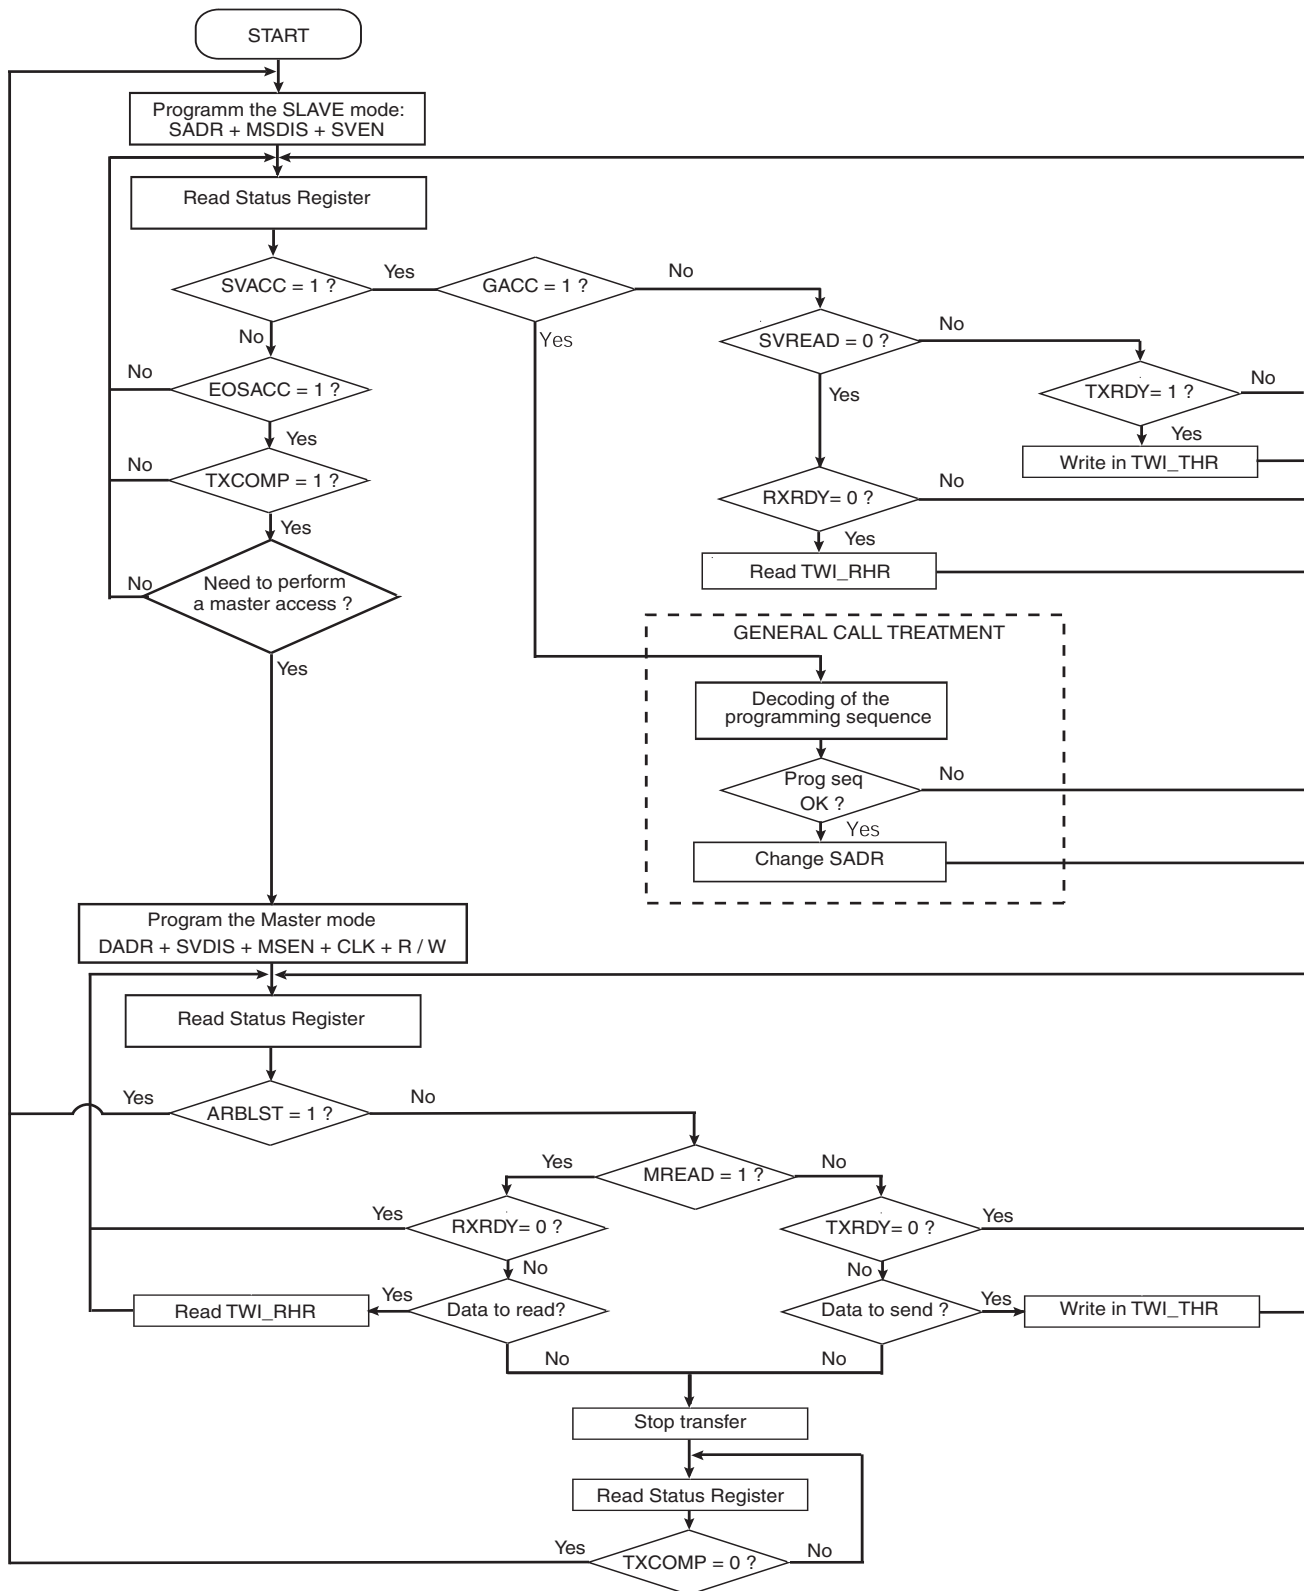 START
Programm the SLAVE mode:
SADR + MSDIS + SVEN
Read Status Register
SVACC = 1 ?
Yes
GACC = 1 ?
No
No
Yes
SVREAD = 0 ?
No
EOSACC = 1 ?
No
Yes
TXRDY= 1 ?
No
Yes
Yes
Write in TWI_THR
TXCOMP = 1 ?
No
RXRDY= 0 ?
No
Yes
Yes
Read TWI_RHR
Need to perform
a master access ?
No
Yes
GENERAL CALL TREATMENT
Decoding of the
programming sequence
Prog seq
OK ?
No
Yes
Change SADR
Program the Master mode
DADR + SVDIS + MSEN + CLK + R / W
Read Status Register
Yes
ARBLST = 1 ?
No
Yes
MREAD = 1 ?
No
Yes
RXRDY= 0 ?
TXRDY= 0 ?
Yes
No
No
Read TWI_RHR
Yes
Data to read?
Data to send ?
Yes
Write in TWI_THR
No
No
Stop transfer
Read Status Register
Yes
TXCOMP = 0 ?
No